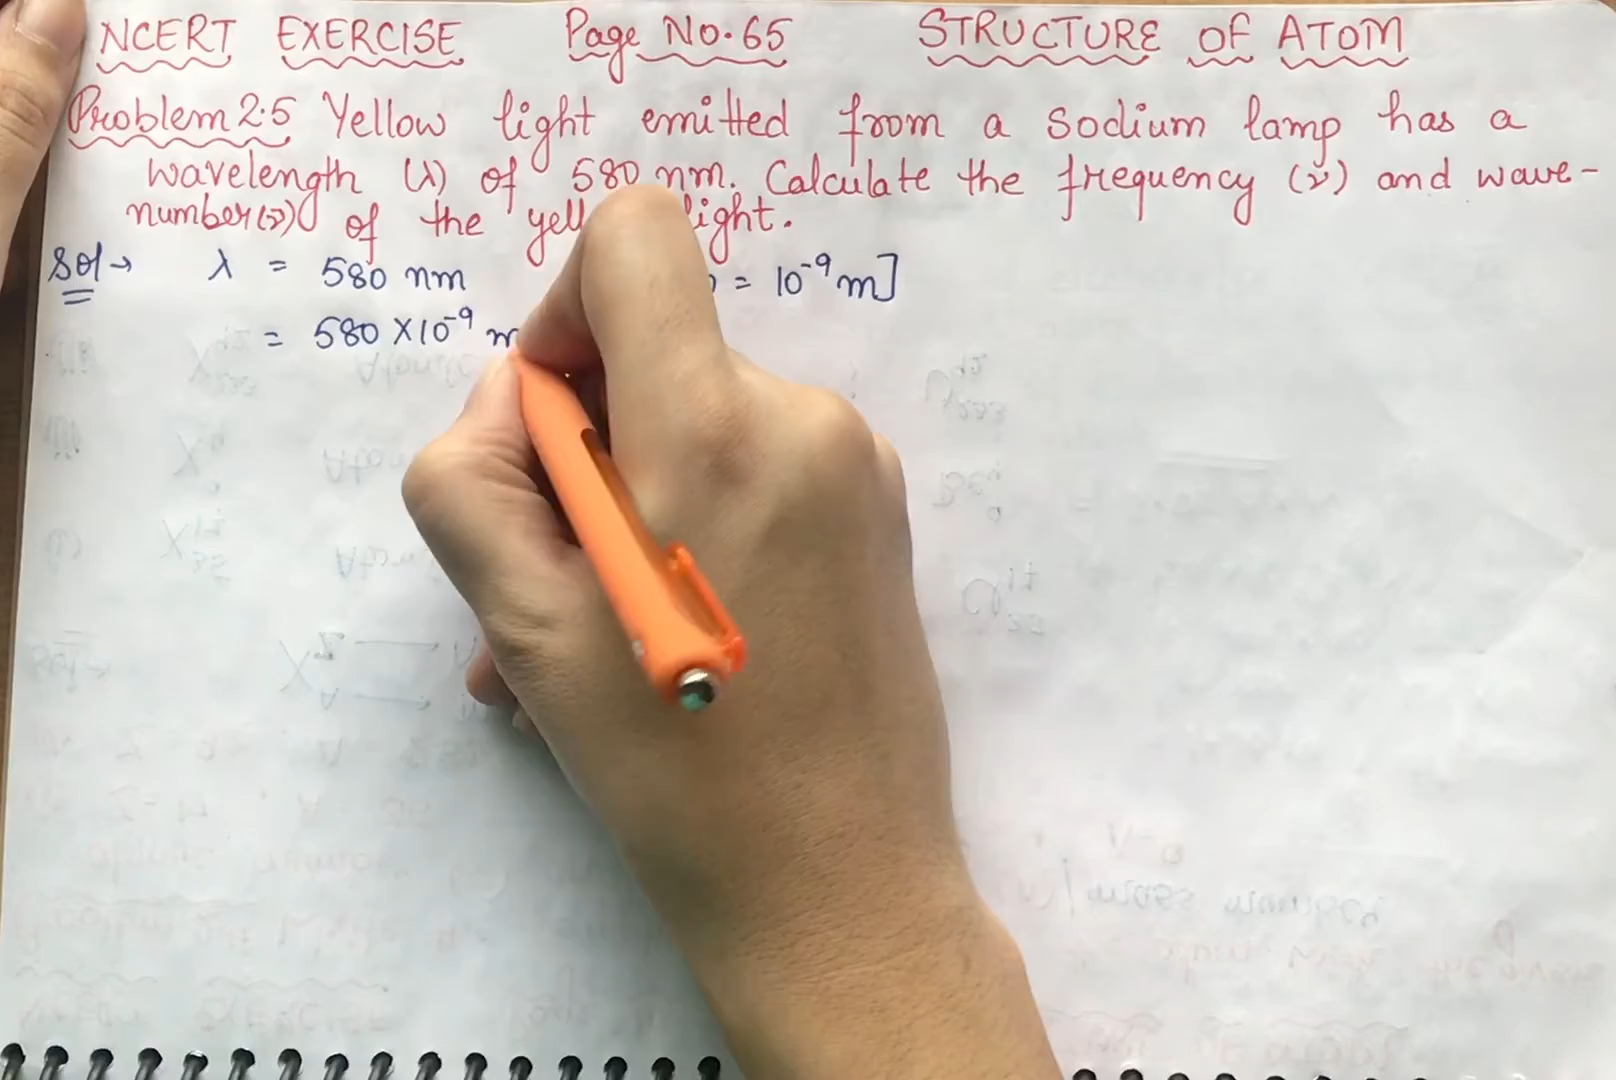 NCERT EXERCISE Page No.65 STRUCTURE OF ATOM
Problem 2.5 Yellow light emitted from a sodium lamp has a
wavelength (λ) of 580 nm. Calculate the frequency (ν) and wave-
number(ν̄) of the light.
Sol → λ = 580 nm = 10⁻⁹ m]
= 580 × 10⁻⁹ m